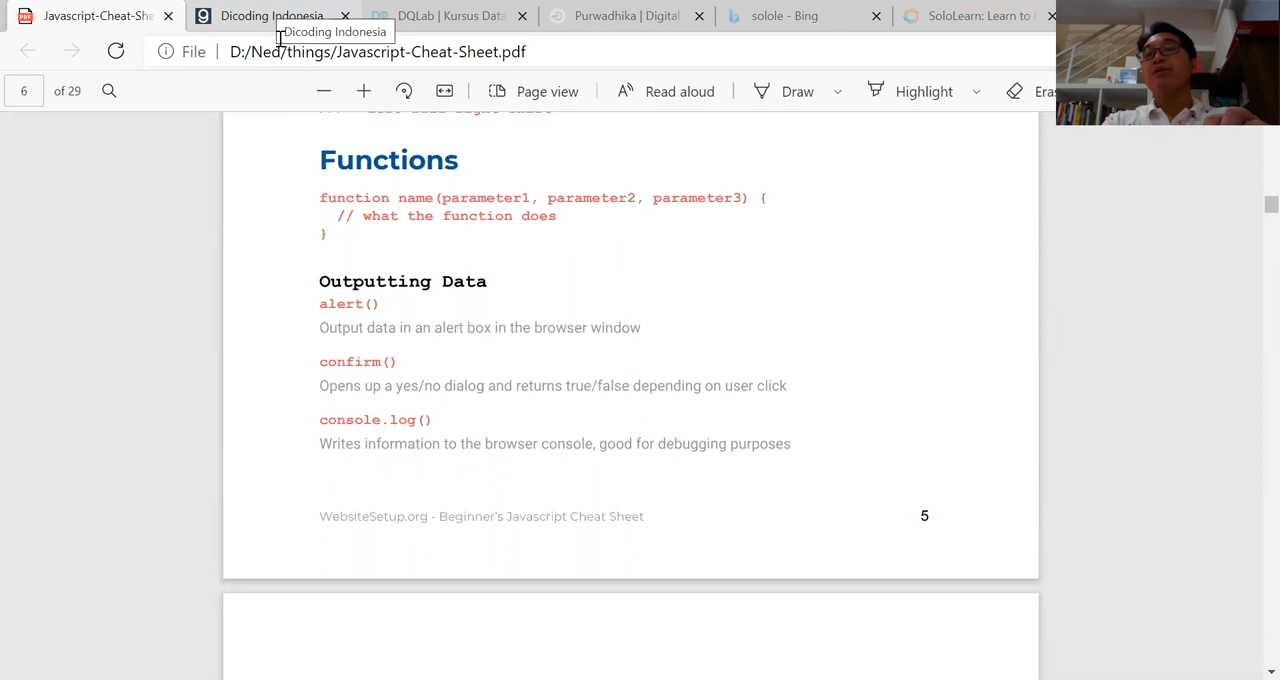 Javascript-Cheat-She
Dicoding Indonesia
DQLab | Kursus Data
Purwadhika | Digital
solole - Bing
SoloLearn: Learn to
Dicoding Indonesia
File
D:/Ned/things/Javascript-Cheat-Sheet.pdf
6 of 29
Page view
Read aloud
Draw
Highlight
Eras
Functions
function name(parameter1, parameter2, parameter3) {
// what the function does
}
Outputting Data
alert()
Output data in an alert box in the browser window
confirm()
Opens up a yes/no dialog and returns true/false depending on user click
console.log()
Writes information to the browser console, good for debugging purposes
WebsiteSetup.org - Beginner's Javascript Cheat Sheet
5